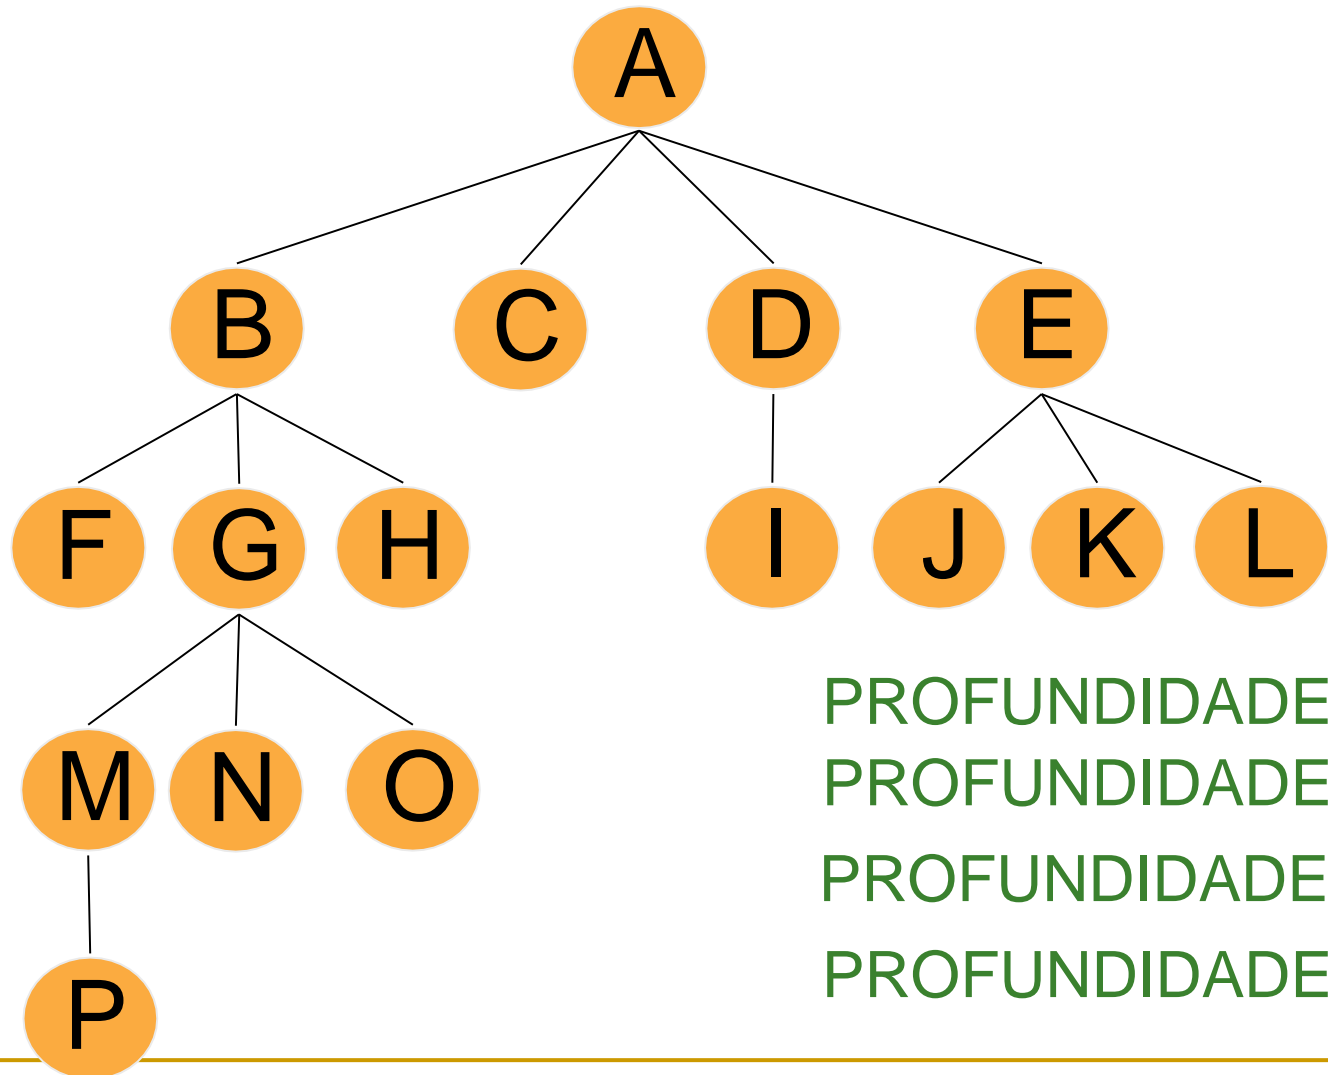 A
B C D E
F G H I J K L
PROFUNDIDADE
M N O PROFUNDIDADE
PROFUNDIDADE
PROFUNDIDADE
P